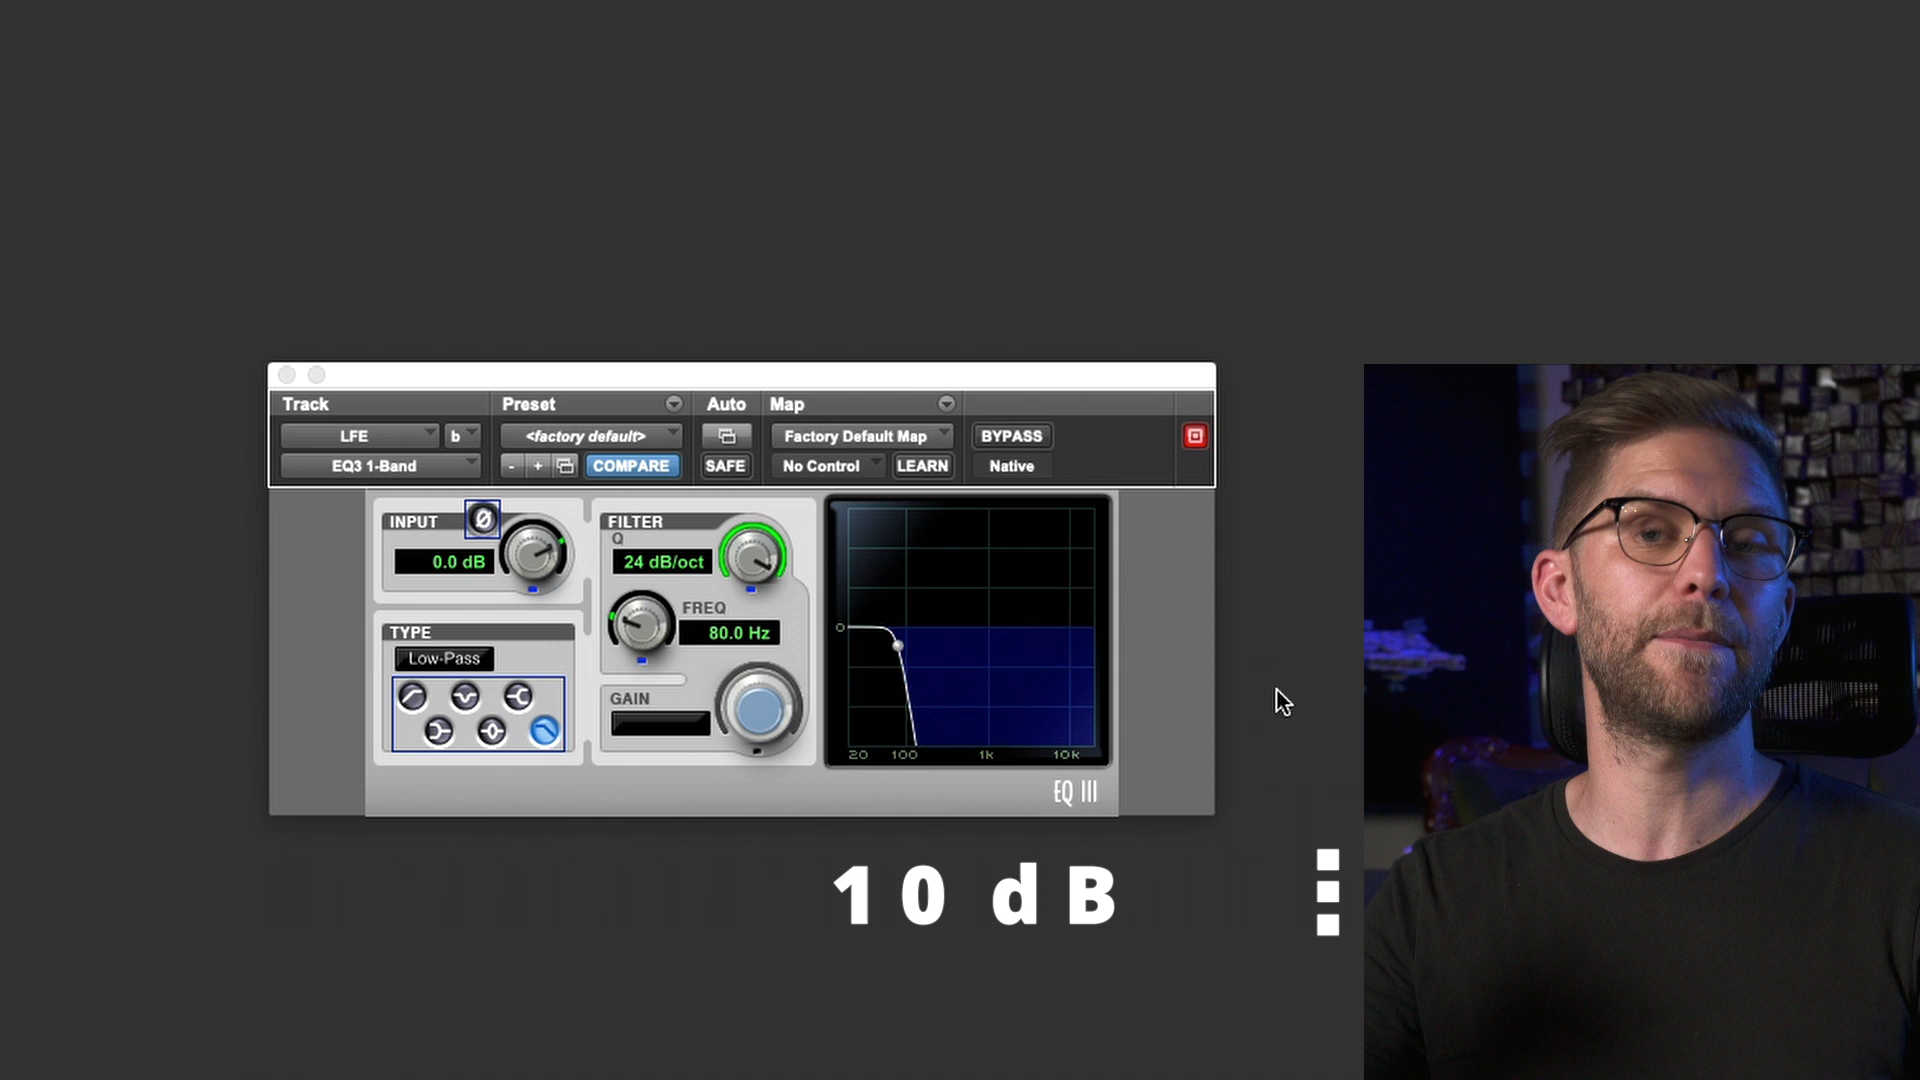 Track Preset Auto Map
LFE b <factory default> Factory Default Map BYPASS
EQ3 1-Band - + COMPARE SAFE No Control LEARN Native
INPUT
0.0 dB
TYPE
Low-Pass
FILTER
Q
24 dB/oct
FREQ
80.0 Hz
GAIN
20 100 1k 10k
EQ III
10 dB